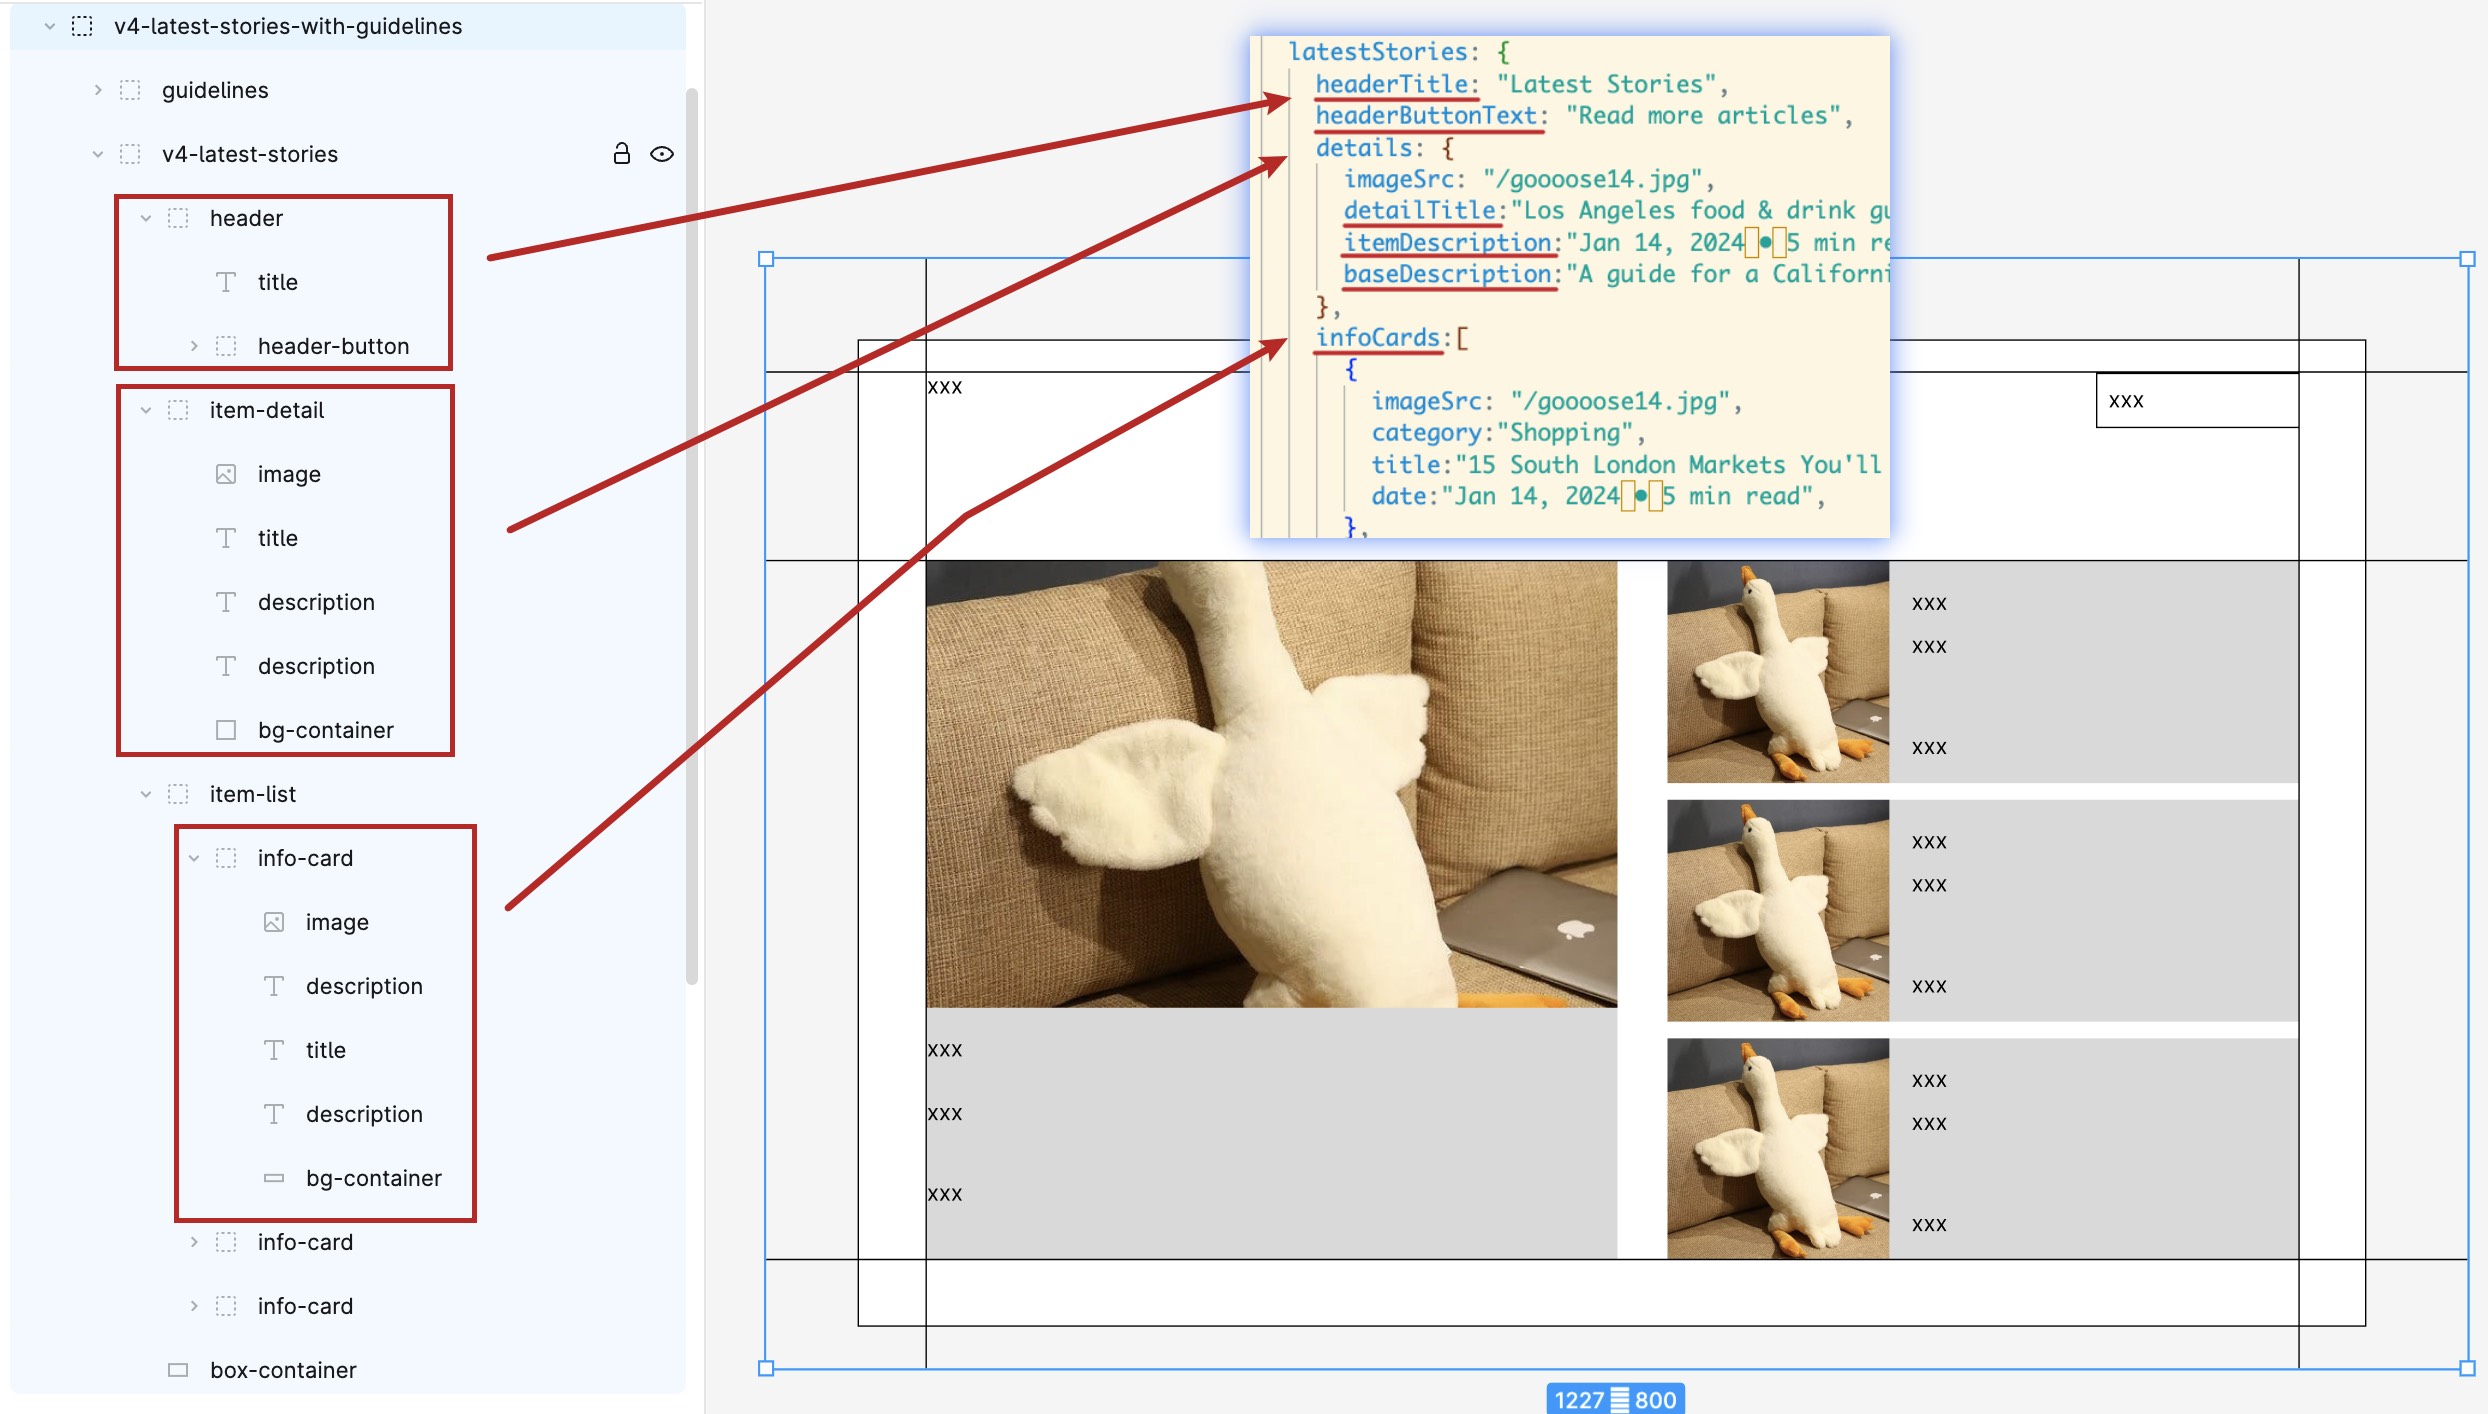 v4-latest-stories-with-guidelines
guidelines
v4-latest-stories
header
title
header-button
item-detail
image
title
description
description
bg-container
item-list
info-card
image
description
title
description
bg-container
info-card
info-card
box-container
latestStories: {
headerTitle: "Latest Stories",
headerButtonText: "Read more articles",
details: {
imageSrc: "/goooose14.jpg",
detailTitle:"Los Angeles food & drink gu
itemDescription:"Jan 14, 2024 • 5 min re
baseDescription:"A guide for a Californi
},
infoCards:[
{
imageSrc: "/goooose14.jpg",
category:"Shopping",
title:"15 South London Markets You'll
date:"Jan 14, 2024 • 5 min read",
},
xxx
xxx
xxx
xxx
xxx
xxx
xxx
xxx
xxx
xxx
xxx
xxx
xxx
xxx
1227 800